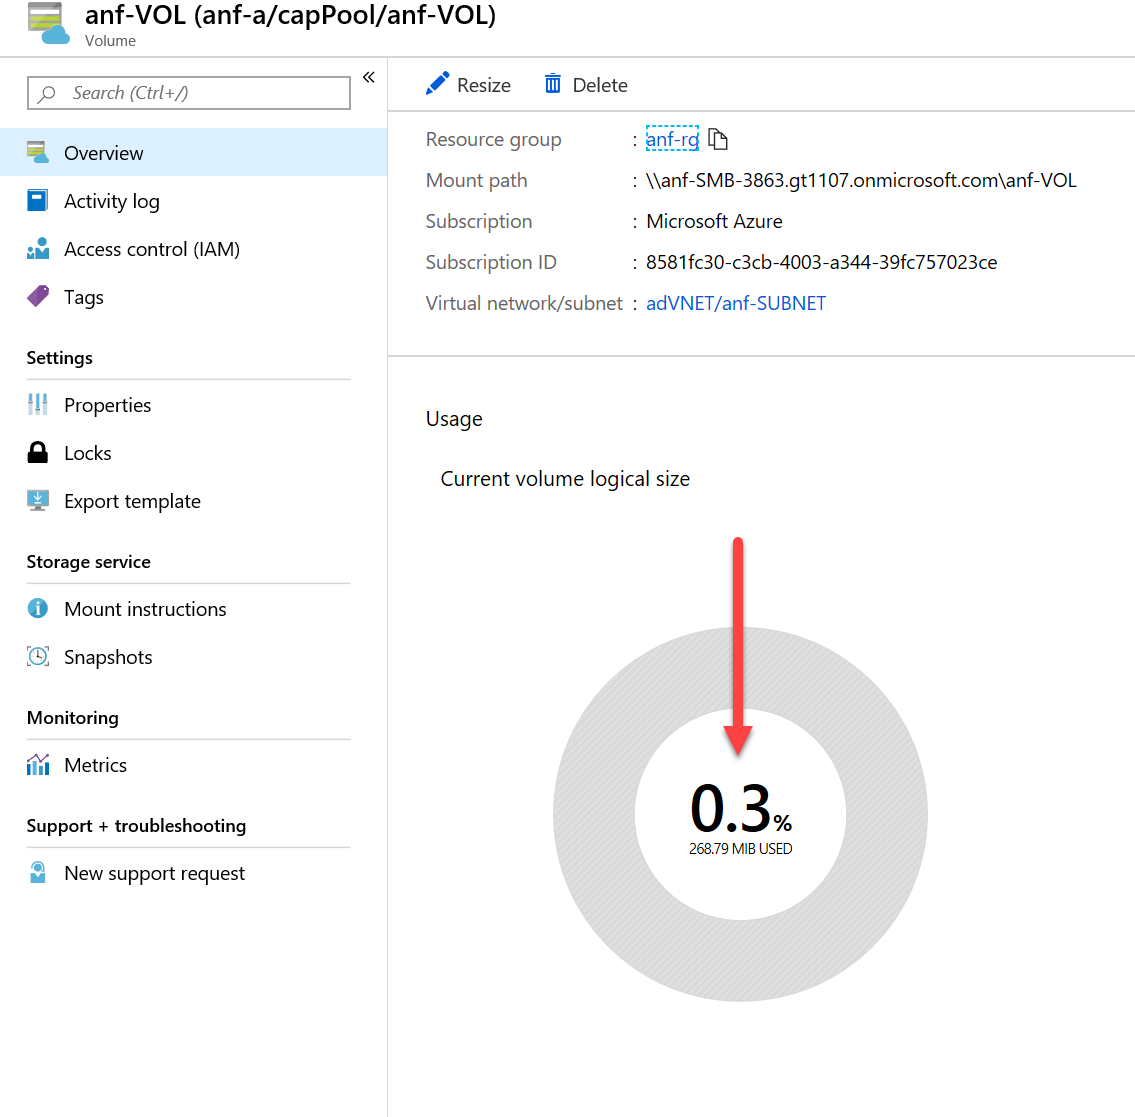 anf-VOL (anf-a/capPool/anf-VOL)
Volume
Search (Ctrl+/)
«
Overview
Activity log
Access control (IAM)
Tags
Settings
Properties
Locks
Export template
Storage service
Mount instructions
Snapshots
Monitoring
Metrics
Support + troubleshooting
New support request
Resize Delete
Resource group : anf-rg
Mount path : \\anf-SMB-3863.gt1107.onmicrosoft.com\anf-VOL
Subscription : Microsoft Azure
Subscription ID : 8581fc30-c3cb-4003-a344-39fc757023ce
Virtual network/subnet : adVNET/anf-SUBNET
Usage
Current volume logical size
0.3%
268.79 MIB USED